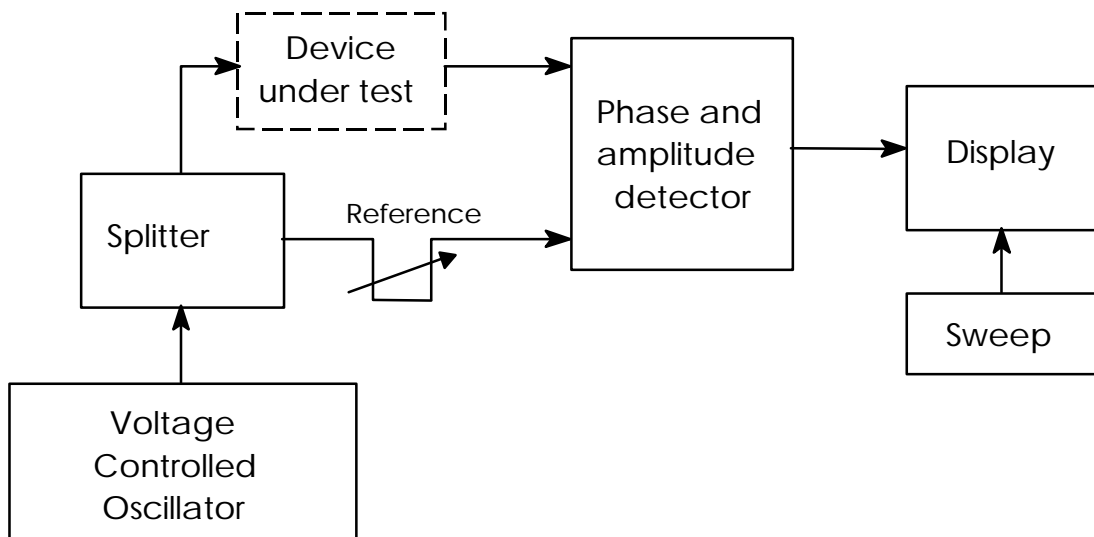 Device
under test
Phase and
amplitude
detector
Display
Splitter
Reference
Sweep
Voltage
Controlled
Oscillator